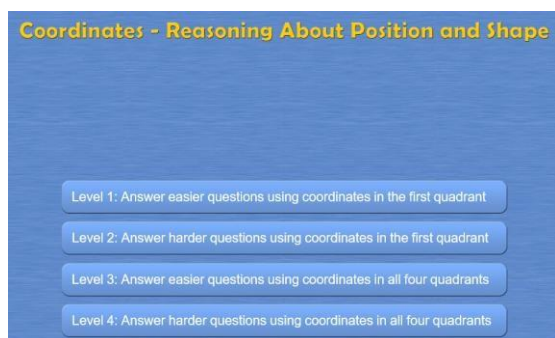 Coordinates - Reasoning About Position and Shape
Level 1: Answer easier questions using coordinates in the first quadrant
Level 2: Answer harder questions using coordinates in the first quadrant
Level 3: Answer easier questions using coordinates in all four quadrants
Level 4: Answer harder questions using coordinates in all four quadrants